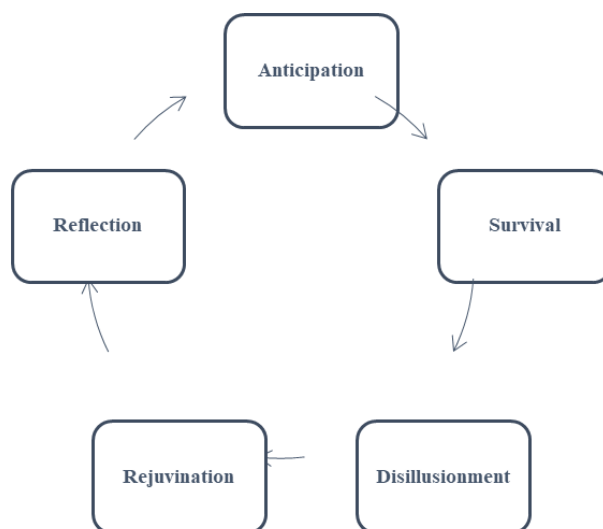 Anticipation
Survival
Disillusionment
Rejuvination
Reflection